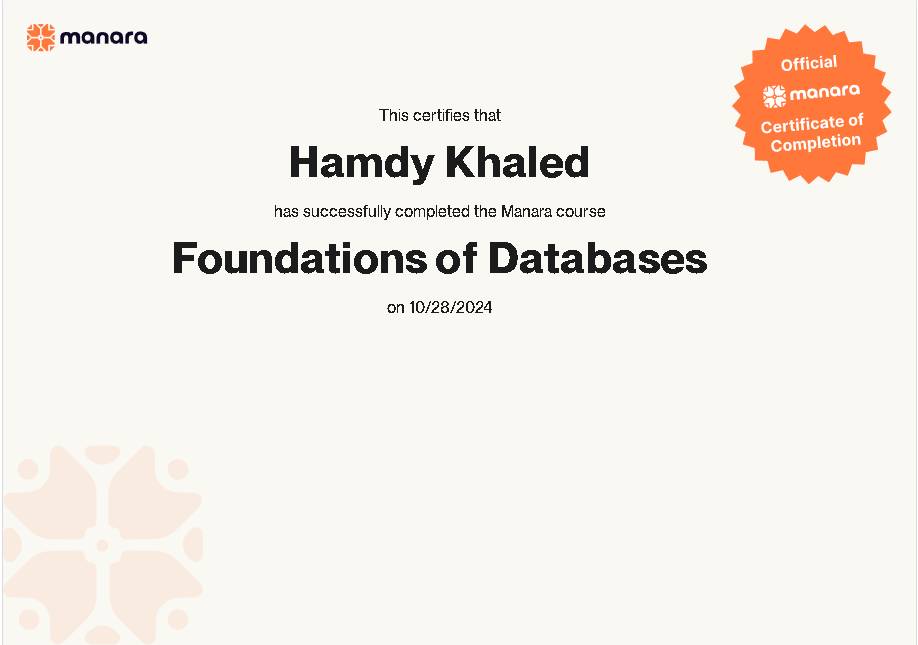 manara
Official
manara
Certificate of
Completion
This certifies that
Hamdy Khaled
has successfully completed the Manara course
Foundations of Databases
on 10/28/2024